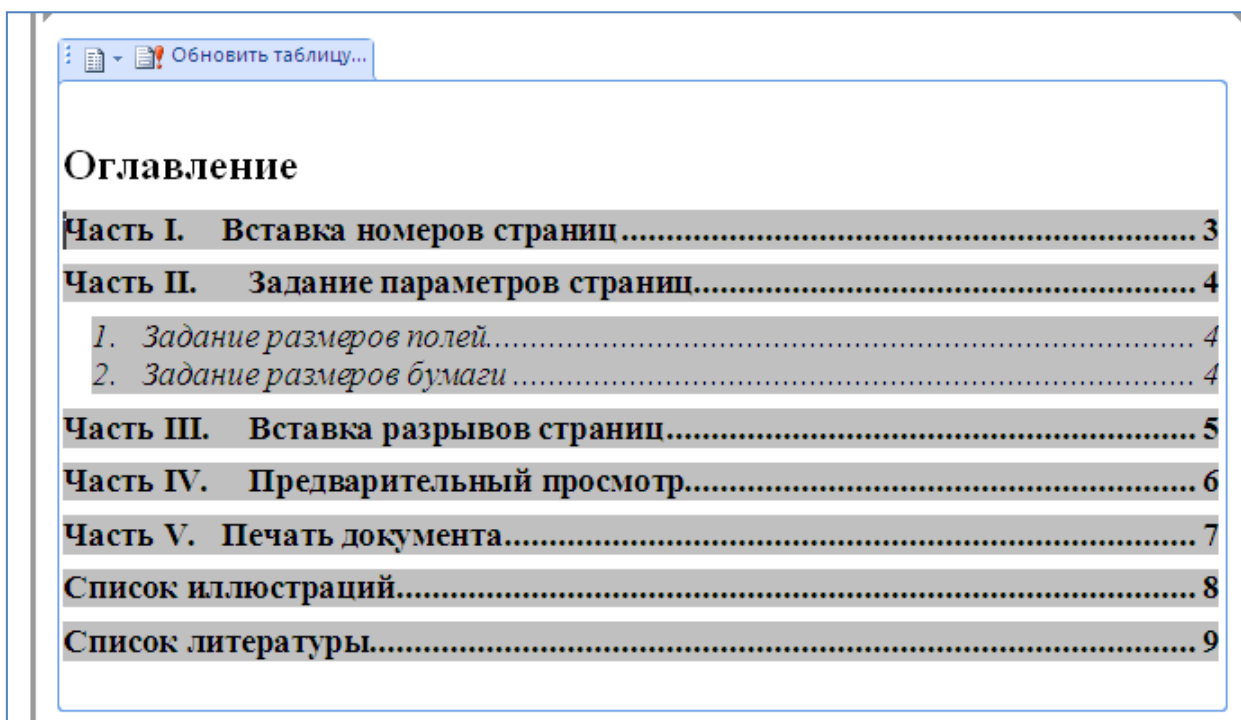 Обновить таблицу...
Оглавление
Часть I. Вставка номеров страниц 3
Часть II. Задание параметров страниц 4
1. Задание размеров полей 4
2. Задание размеров бумаги 4
Часть III. Вставка разрывов страниц 5
Часть IV. Предварительный просмотр 6
Часть V. Печать документа 7
Список иллюстраций 8
Список литературы 9